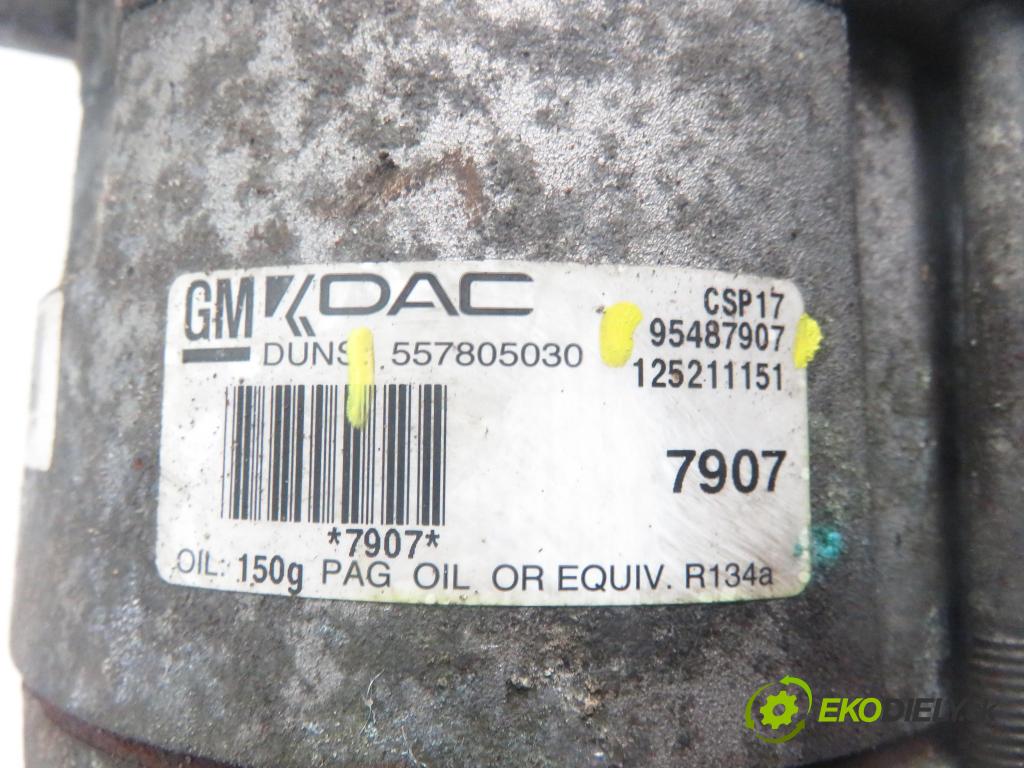 GM DAC CSP17
DUNS 557805030 95487907
125211151
7907
*7907*
OIL: 150g PAG OIL OR EQUIV. R134a
EKODIELY.SK